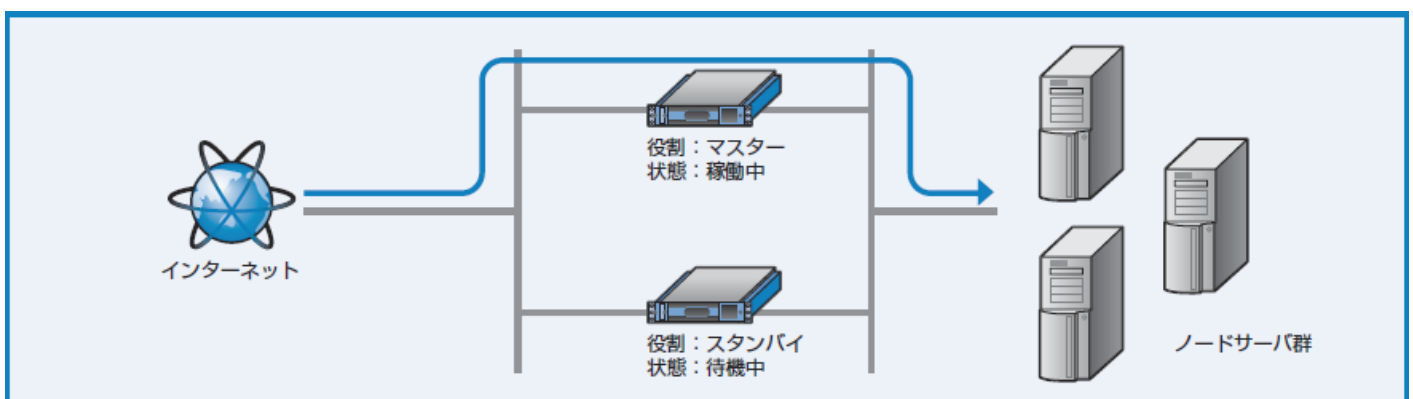 役割：マスター
状態：稼働中
インターネット
役割：スタンバイ
状態：待機中
ノードサーバ群